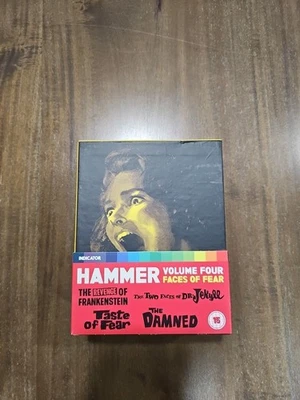 INDICATOR
HAMMER VOLUME FOUR
FACES OF FEAR
THE REVENGE OF
FRANKENSTEIN
THE TWO FACES OF DR. Jekyll
Taste
of Fear
THE
DAMNED
15